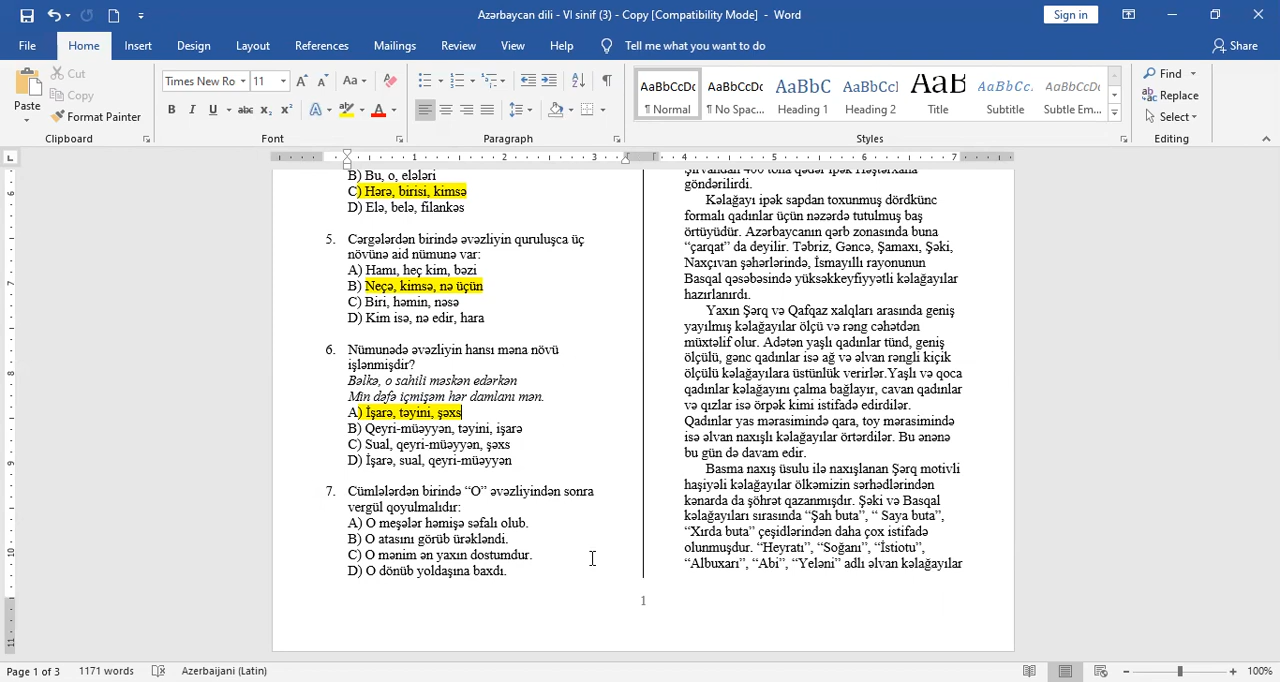 Azərbaycan dili - VI sinif (3) - Copy [Compatibility Mode] - Word
Sign in
File Home Insert Design Layout References Mailings Review View Help Tell me what you want to do Share
Paste
Cut
Copy
Format Painter
Clipboard
Times New Ro 11
Font
Paragraph
AaBbCcDc AaBbCcDc AaBbC AaBbCcI AaB AaBbCc. AaBbCcDc
¶ Normal ¶ No Spac... Heading 1 Heading 2 Title Subtitle Subtle Em...
Styles
Find
Replace
Select
Editing
B) Bu, o, elələri
C) Hərə, birisi, kimsə
D) Elə, belə, filankəs
5. Cərgələrdən birində əvəzliyin quruluşca üç
növünə aid nümunə var:
A) Hamı, heç kim, bəzi
B) Neçə, kimsə, nə üçün
C) Biri, həmin, nəsə
D) Kim isə, nə edir, hara
6. Nümunədə əvəzliyin hansı məna növü
işlənmişdir?
Bəlkə, o sahili məskən edərkən
Min dəfə içmişəm hər damlanı mən.
A) İşarə, təyini, şəxs
B) Qeyri-müəyyən, təyini, işarə
C) Sual, qeyri-müəyyən, şəxs
D) İşarə, sual, qeyri-müəyyən
7. Cümlələrdən birində “O” əvəzliyindən sonra
vergül qoyulmalıdır:
A) O meşələr həmişə səfalı olub.
B) O atasını görüb ürəkləndi.
C) O mənim ən yaxın dostumdur.
D) O dönüb yoldaşına baxdı.
Şirvandan 400 tona qədər ipək Həştərxana
göndərilirdi.
Kəlağayı ipək sapdan toxunmuş dördkünc
formalı qadınlar üçün nəzərdə tutulmuş baş
örtüyüdür. Azərbaycanın qərb zonasında buna
“çarqat” da deyilir. Təbriz, Gəncə, Şamaxı, Şəki,
Naxçıvan şəhərlərində, İsmayıllı rayonunun
Basqal qəsəbəsində yüksəkkeyfiyyətli kəlağayılar
hazırlanırdı.
Yaxın Şərq və Qafqaz xalqları arasında geniş
yayılmış kəlağayılar ölçü və rəng cəhətdən
müxtəlif olur. Adətən yaşlı qadınlar tünd, geniş
ölçülü, gənc qadınlar isə ağ və əlvan rəngli kiçik
ölçülü kəlağayılara üstünlük verirlər.Yaşlı və qoca
qadınlar kəlağayını çalma bağlayır, cavan qadınlar
və qızlar isə örpək kimi istifadə edirdilər.
Qadınlar yas mərasimində qara, toy mərasimində
isə əlvan naxışlı kəlağayılar örtərdilər. Bu ənənə
bu gün də davam edir.
Basma naxış üsulu ilə naxışlanan Şərq motivli
haşiyəli kəlağayılar ölkəmizin sərhədlərindən
kənarda da şöhrət qazanmışdır. Şəki və Basqal
kəlağayıları sırasında “Şah buta”, “ Saya buta”,
“Xırda buta” çeşidlərindən daha çox istifadə
olunmuşdur. “Heyratı”, “Soğanı”, “İstiotu”,
“Albuxarı”, “Abi”, “Yeləni” adlı əlvan kəlağayılar
1
Page 1 of 3 1171 words Azerbaijani (Latin) 100%